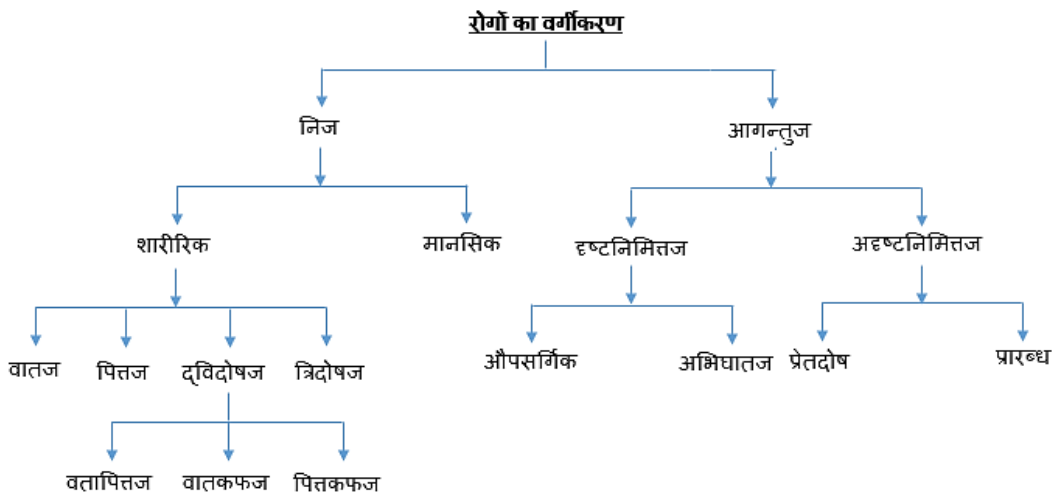 रोगों का वर्गीकरण
निज आगन्तुज
शारीरिक मानसिक दृष्टनिमित्तज अदृष्टनिमित्तज
वातज पित्तज द्विदोषज त्रिदोषज औपसर्गिक अभिघातज प्रेतदोष प्रारब्ध
वतापित्तज वातकफज पित्तकफज